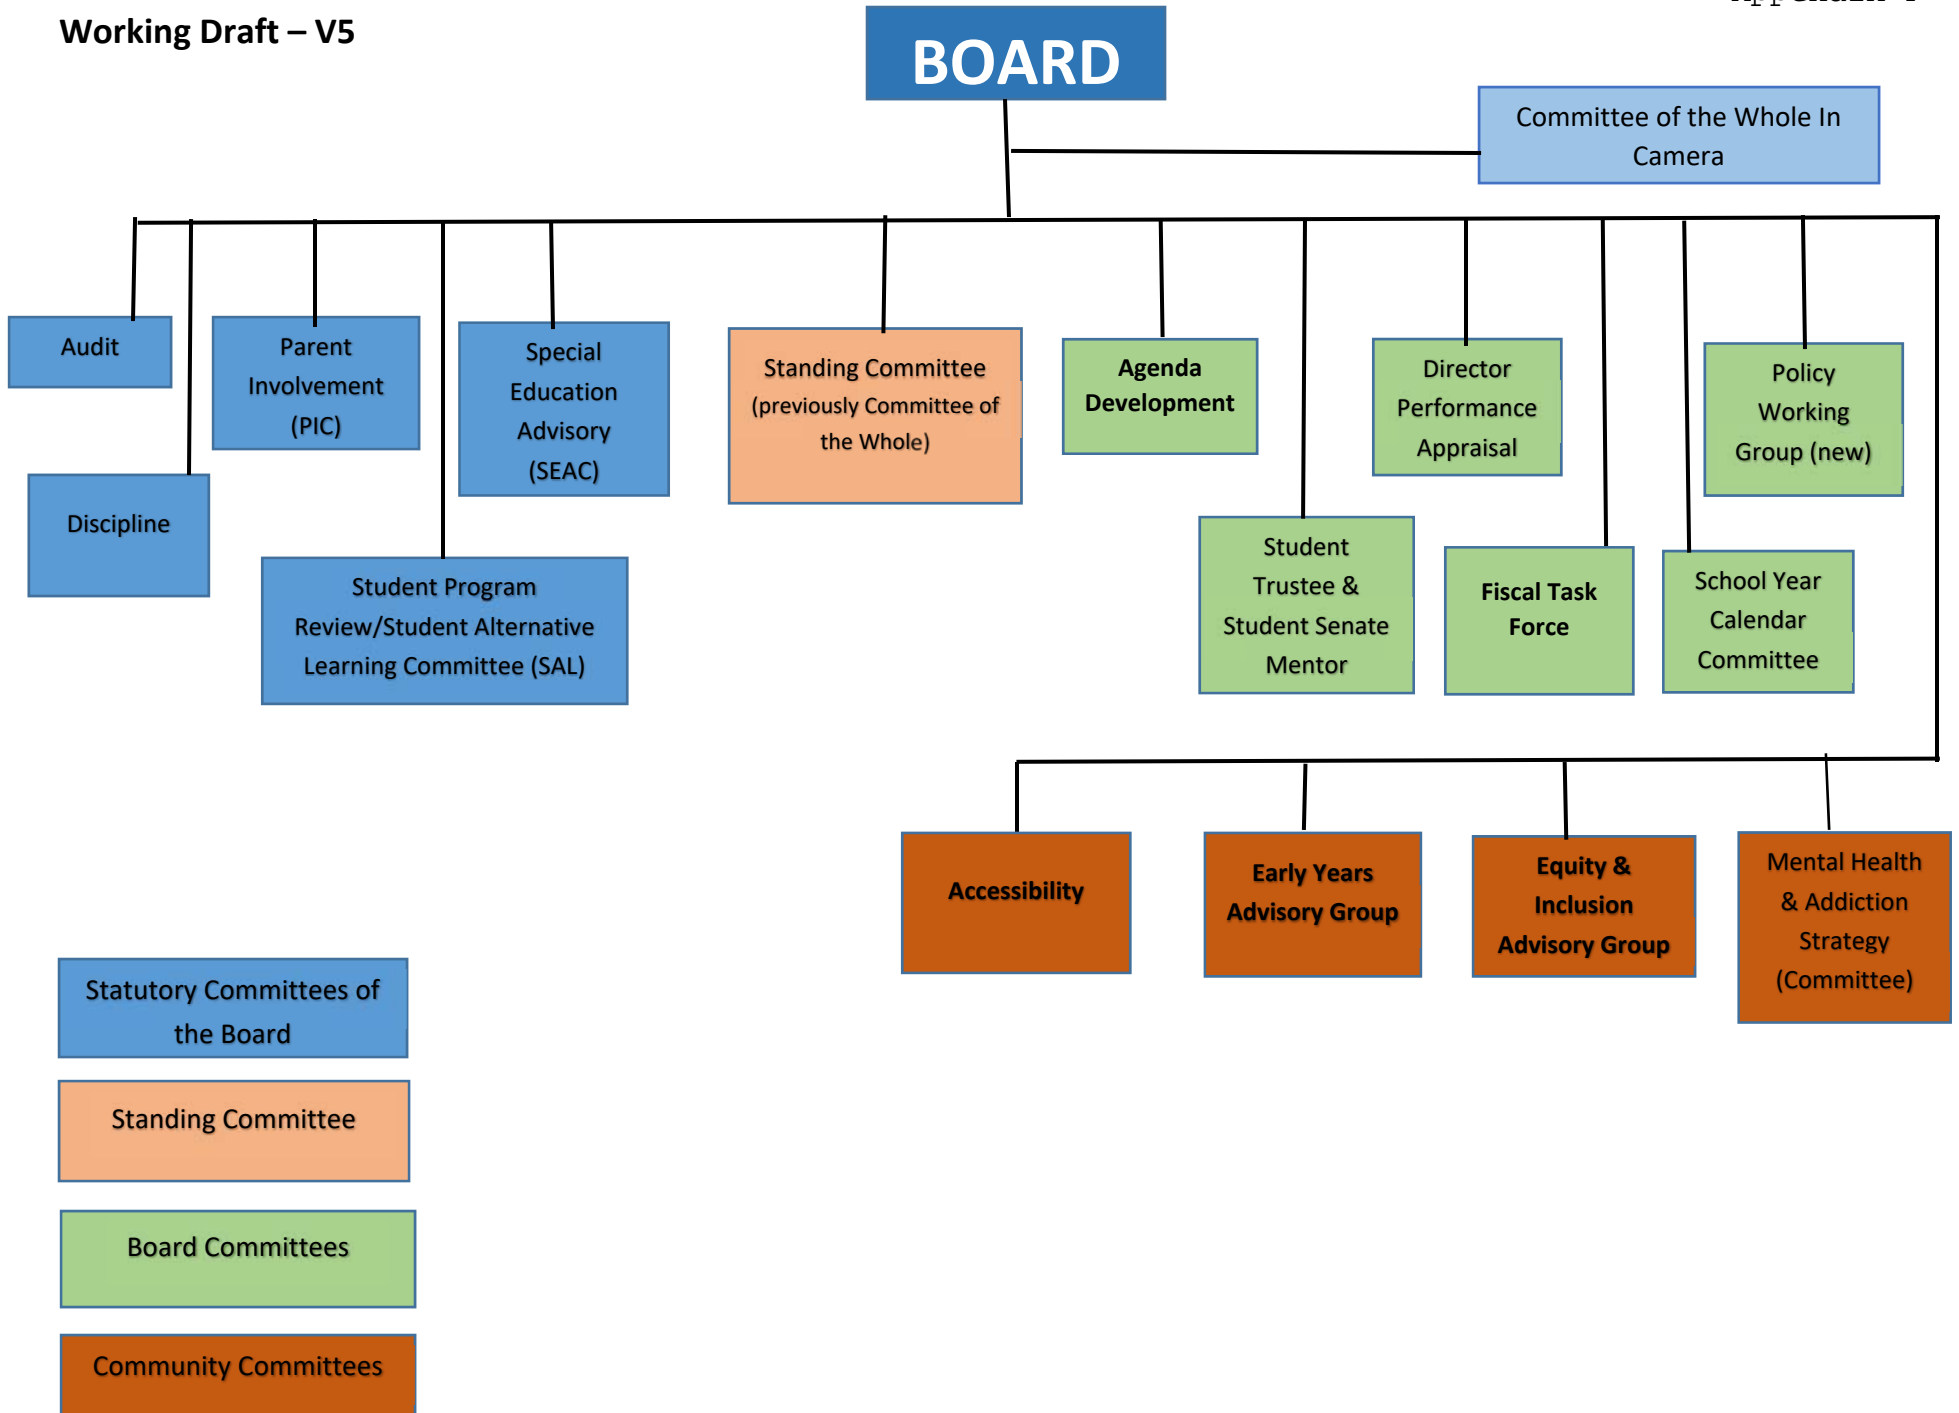 Working Draft – V5
BOARD
Committee of the Whole In
Camera
Audit
Parent
Involvement
(PIC)
Special
Education
Advisory
(SEAC)
Standing Committee
(previously Committee of
the Whole)
Agenda
Development
Director
Performance
Appraisal
Policy
Working
Group (new)
Discipline
Student Program
Review/Student Alternative
Learning Committee (SAL)
Student
Trustee &
Student Senate
Mentor
Fiscal Task
Force
School Year
Calendar
Committee
Accessibility
Early Years
Advisory Group
Equity &
Inclusion
Advisory Group
Mental Health
& Addiction
Strategy
(Committee)
Statutory Committees of
the Board
Standing Committee
Board Committees
Community Committees